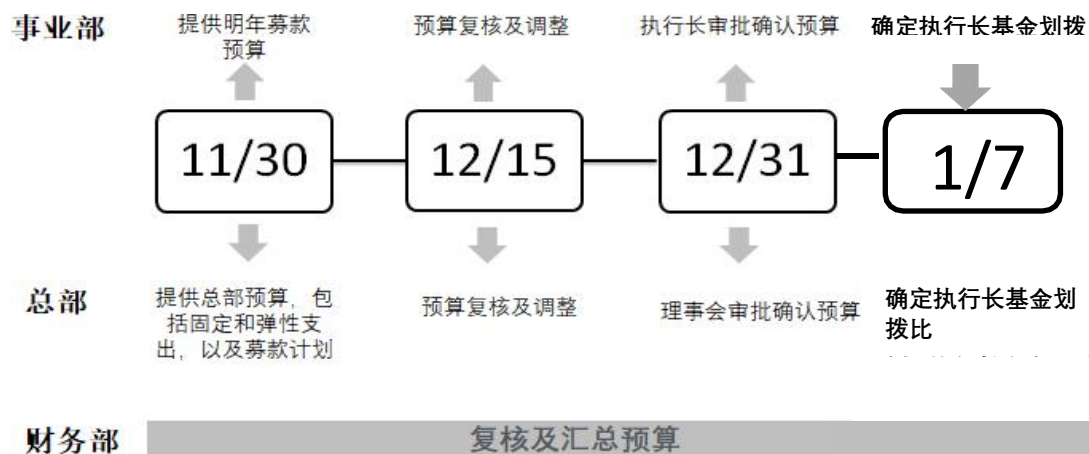 事业部
提供明年募款
预算
预算复核及调整
执行长审批确认预算
确定执行长基金划拨
11/30
12/15
12/31
1/7
总部
提供总部预算，包
括固定和弹性支
出，以及募款计划
预算复核及调整
理事会审批确认预算
确定执行长基金划
拨比
财务部
复核及汇总预算